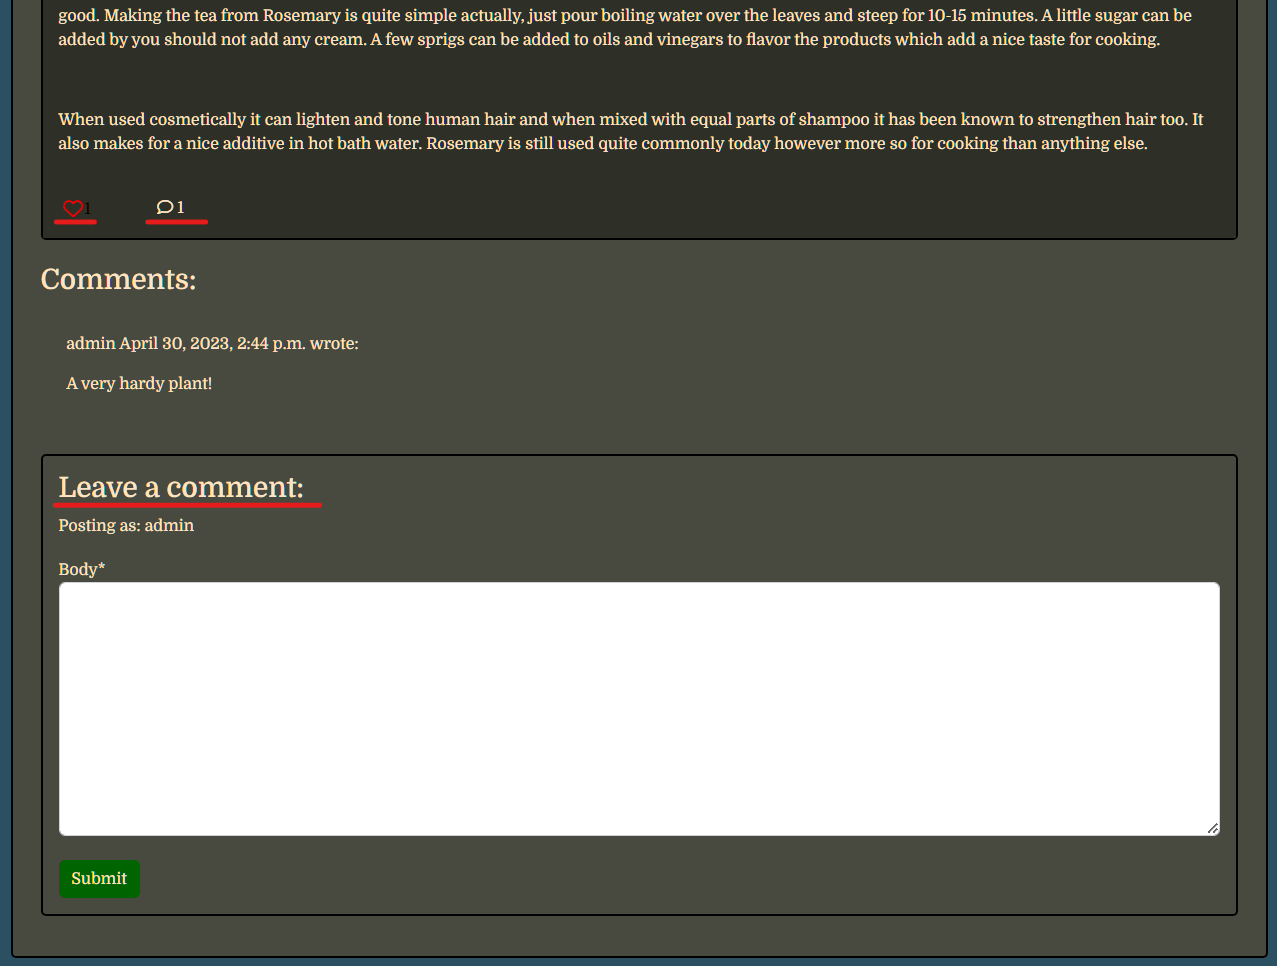 good. Making the tea from Rosemary is quite simple actually, just pour boiling water over the leaves and steep for 10-15 minutes. A little sugar can be
added by you should not add any cream. A few sprigs can be added to oils and vinegars to flavor the products which add a nice taste for cooking.
When used cosmetically it can lighten and tone human hair and when mixed with equal parts of shampoo it has been known to strengthen hair too. It
also makes for a nice additive in hot bath water. Rosemary is still used quite commonly today however more so for cooking than anything else.
1 1
Comments:
admin April 30, 2023, 2:44 p.m. wrote:
A very hardy plant!
Leave a comment:
Posting as: admin
Body*
Submit